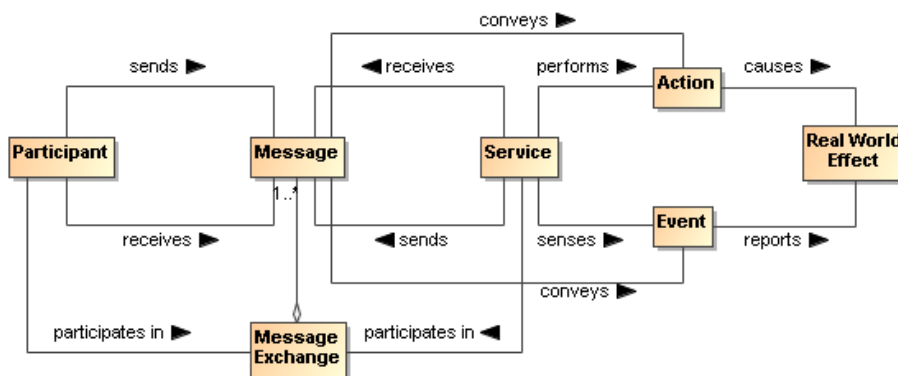 conveys
sends
receives
performs
causes
Action
Participant
Message
Service
Real World
Effect
1..*
Event
receives
sends
senses
reports
conveys
participates in
Message
Exchange
participates in